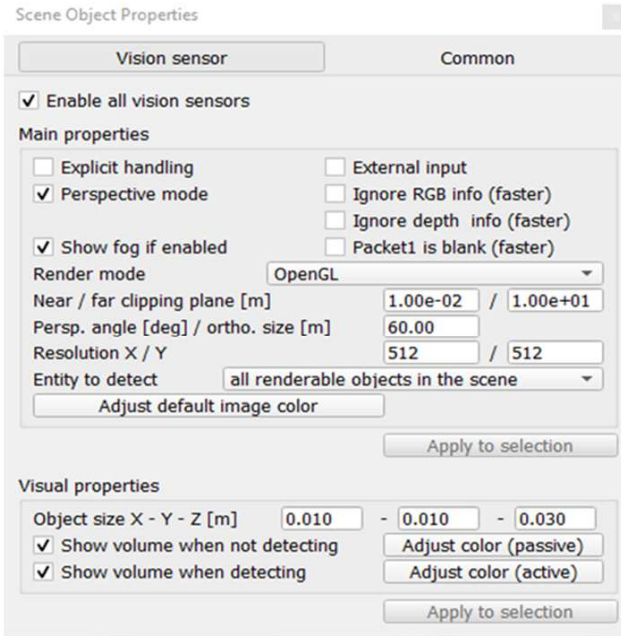 Scene Object Properties
Vision sensor Common
Enable all vision sensors
Main properties
Explicit handling External input
Perspective mode Ignore RGB info (faster)
Ignore depth info (faster)
Show fog if enabled Packet1 is blank (faster)
Render mode OpenGL
Near / far clipping plane [m] 1.00e-02 / 1.00e+01
Persp. angle [deg] / ortho. size [m] 60.00
Resolution X / Y 512 / 512
Entity to detect all renderable objects in the scene
Adjust default image color
Apply to selection
Visual properties
Object size X - Y - Z [m] 0.010 - 0.010 - 0.030
Show volume when not detecting Adjust color (passive)
Show volume when detecting Adjust color (active)
Apply to selection